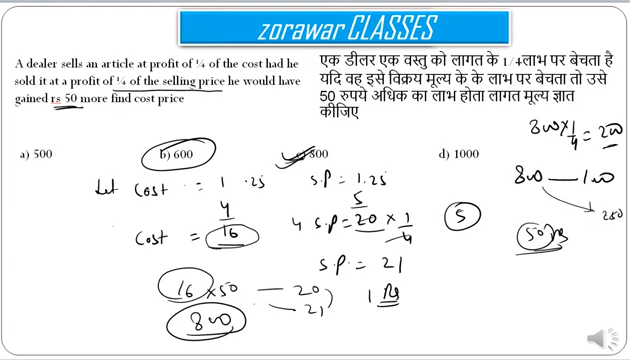 zorawar CLASSES
A dealer sells an article at profit of ¼ of the cost had he
sold it at a profit of ¼ of the selling price he would have
gained rs 50 more find cost price
एक डीलर एक वस्तु को लागत के 1/4लाभ पर बेचता है
यदि वह इसे विक्रय मूल्य के के लाभ पर बेचता तो उसे
50 रुपये अधिक का लाभ होता लागत मूल्य ज्ञात
कीजिए
800 × 1/4 = 200
a) 500 b) 600 c) 800 d) 1000
800 — 1000
250
50 Rs
Let Cost = 1 .25 S.P = 1.25
4 5
Cost = 16 4 S.P = 20 × 1/4 5
S.P = 21
16 × 50 — 20 1 Rs
— 21
800